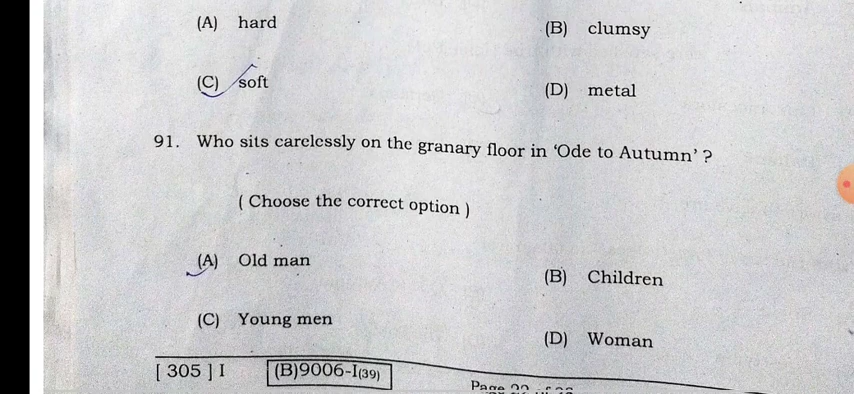 (A) hard (B) clumsy
(C) soft (D) metal
91. Who sits carelessly on the granary floor in ‘Ode to Autumn’ ?
( Choose the correct option )
(A) Old man (B) Children
(C) Young men (D) Woman
[ 305 ] I (B)9006-I(39)
Page